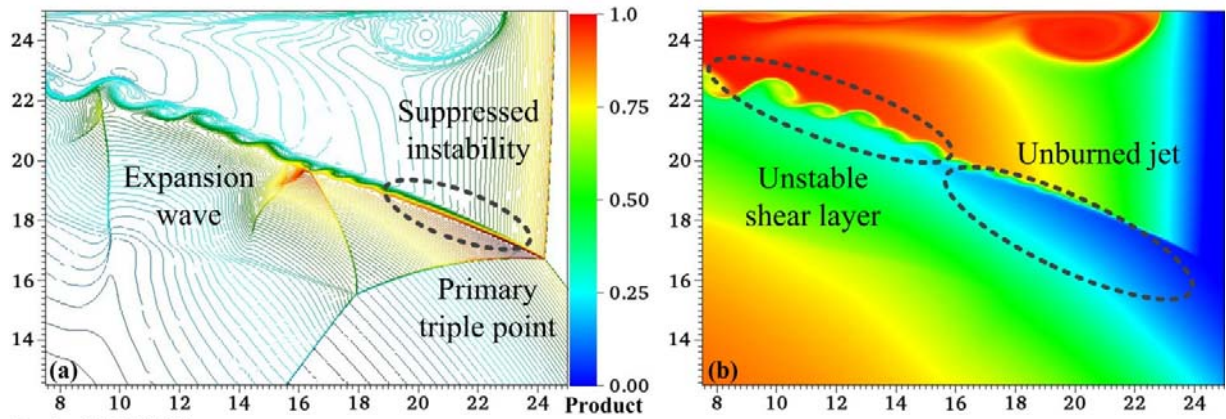 24
22
20
18
16
14
8 10 12 14 16 18 20 22 24
Suppressed
instability
Expansion
wave
Primary
triple point
(a)
1.0
0.75
0.50
0.25
0.00
Product
24
22
20
18
16
14
8 10 12 14 16 18 20 22 24
Unburned jet
Unstable
shear layer
(b)